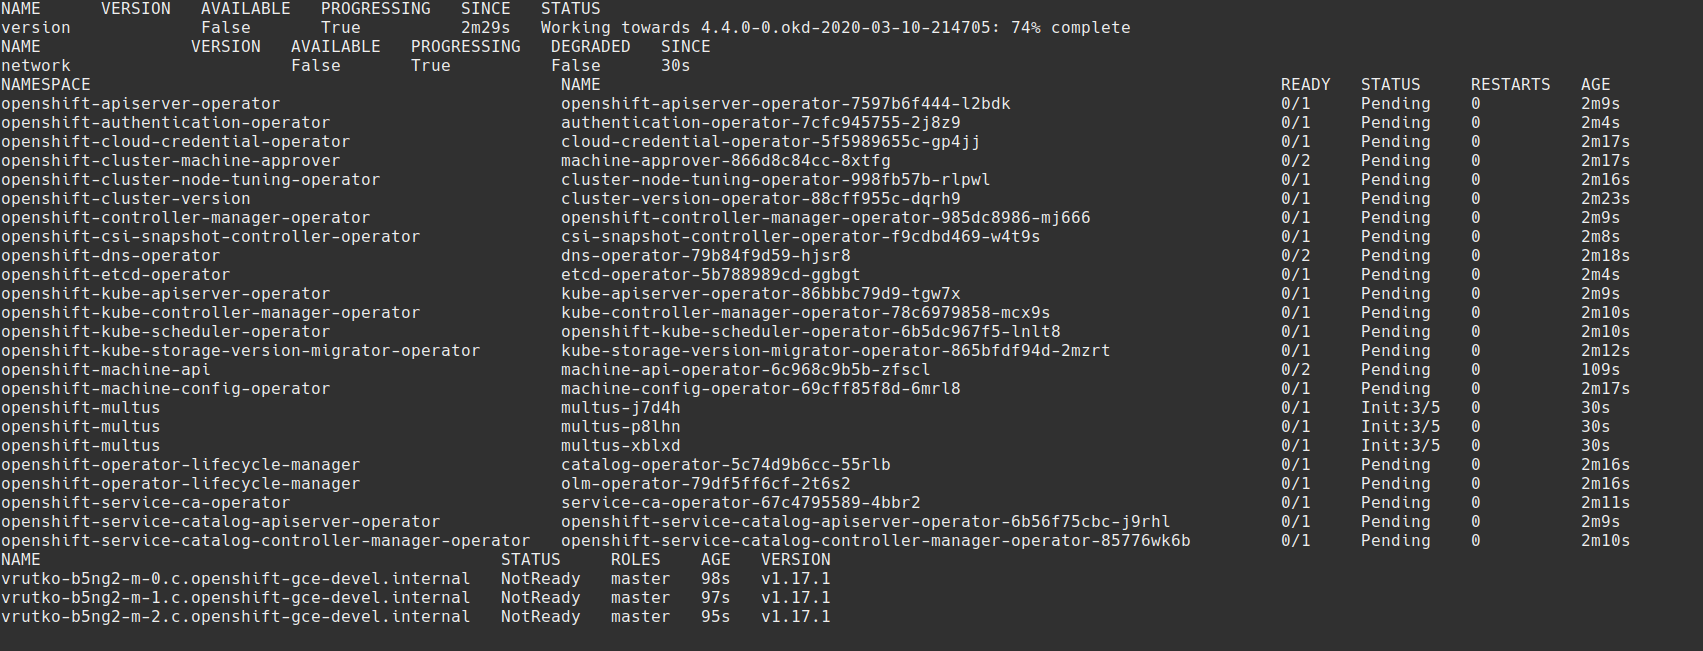 NAME      VERSION   AVAILABLE   PROGRESSING   SINCE   STATUS
version             False       True          2m29s   Working towards 4.4.0-0.okd-2020-03-10-214705: 74% complete
NAME               VERSION   AVAILABLE   PROGRESSING   DEGRADED   SINCE
network                      False       True          False      30s
NAMESPACE                                               NAME                                                                    READY   STATUS     RESTARTS   AGE
openshift-apiserver-operator                            openshift-apiserver-operator-7597b6f444-l2bdk                           0/1     Pending    0          2m9s
openshift-authentication-operator                       authentication-operator-7cfc945755-2j8z9                                0/1     Pending    0          2m4s
openshift-cloud-credential-operator                     cloud-credential-operator-5f5989655c-gp4jj                              0/1     Pending    0          2m17s
openshift-cluster-machine-approver                      machine-approver-866d8c84cc-8xtfg                                       0/2     Pending    0          2m17s
openshift-cluster-node-tuning-operator                  cluster-node-tuning-operator-998fb57b-rlpwl                             0/1     Pending    0          2m16s
openshift-cluster-version                               cluster-version-operator-88cff955c-dqrh9                                0/1     Pending    0          2m23s
openshift-controller-manager-operator                   openshift-controller-manager-operator-985dc8986-mj666                   0/1     Pending    0          2m9s
openshift-csi-snapshot-controller-operator              csi-snapshot-controller-operator-f9cdbd469-w4t9s                        0/1     Pending    0          2m8s
openshift-dns-operator                                  dns-operator-79b84f9d59-hjsr8                                           0/2     Pending    0          2m18s
openshift-etcd-operator                                 etcd-operator-5b788989cd-ggbgt                                          0/1     Pending    0          2m4s
openshift-kube-apiserver-operator                       kube-apiserver-operator-86bbbc79d9-tgw7x                                0/1     Pending    0          2m9s
openshift-kube-controller-manager-operator              kube-controller-manager-operator-78c6979858-mcx9s                       0/1     Pending    0          2m10s
openshift-kube-scheduler-operator                       openshift-kube-scheduler-operator-6b5dc967f5-lnlt8                      0/1     Pending    0          2m10s
openshift-kube-storage-version-migrator-operator        kube-storage-version-migrator-operator-865bfdf94d-2mzrt                 0/1     Pending    0          2m12s
openshift-machine-api                                   machine-api-operator-6c968c9b5b-zfscl                                   0/2     Pending    0          109s
openshift-machine-config-operator                       machine-config-operator-69cff85f8d-6mrl8                                0/1     Pending    0          2m17s
openshift-multus                                        multus-j7d4h                                                            0/1     Init:3/5   0          30s
openshift-multus                                        multus-p8lhn                                                            0/1     Init:3/5   0          30s
openshift-multus                                        multus-xblxd                                                            0/1     Init:3/5   0          30s
openshift-operator-lifecycle-manager                    catalog-operator-5c74d9b6cc-55rlb                                       0/1     Pending    0          2m16s
openshift-operator-lifecycle-manager                    olm-operator-79df5ff6cf-2t6s2                                           0/1     Pending    0          2m16s
openshift-service-ca-operator                           service-ca-operator-67c4795589-4bbr2                                    0/1     Pending    0          2m11s
openshift-service-catalog-apiserver-operator            openshift-service-catalog-apiserver-operator-6b56f75cbc-j9rhl           0/1     Pending    0          2m9s
openshift-service-catalog-controller-manager-operator   openshift-service-catalog-controller-manager-operator-85776wk6b         0/1     Pending    0          2m10s
NAME                                              STATUS     ROLES    AGE   VERSION
vrutko-b5ng2-m-0.c.openshift-gce-devel.internal   NotReady   master   98s   v1.17.1
vrutko-b5ng2-m-1.c.openshift-gce-devel.internal   NotReady   master   97s   v1.17.1
vrutko-b5ng2-m-2.c.openshift-gce-devel.internal   NotReady   master   95s   v1.17.1